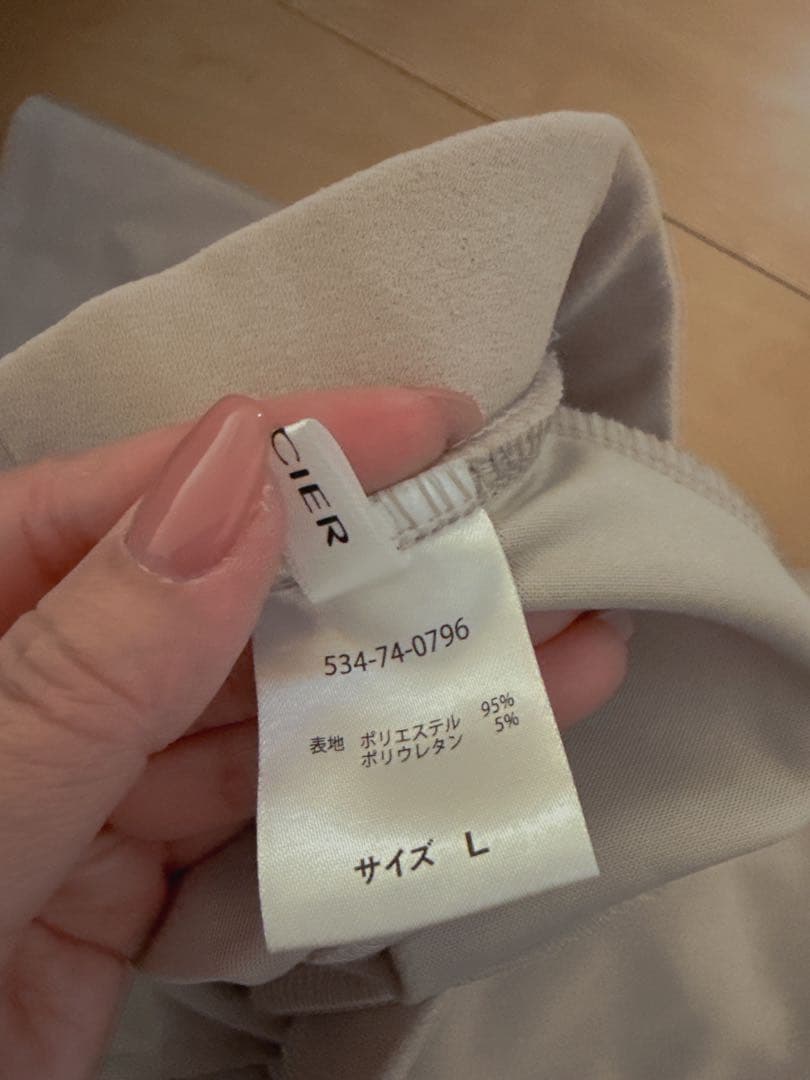 CIER
534-74-0796
表地 ポリエステル 95%
ポリウレタン 5%
サイズ L